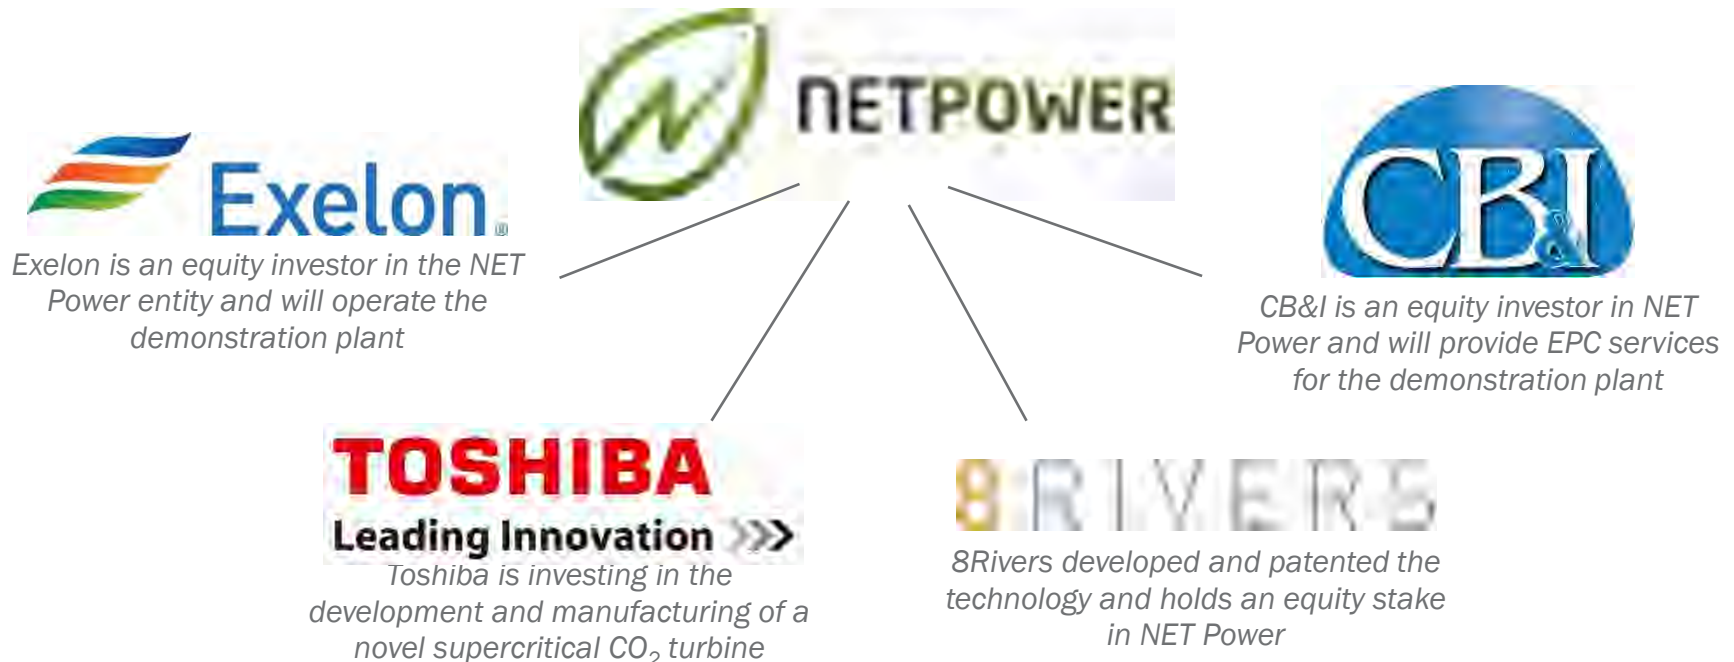 NETPOWER
Exelon
Exelon is an equity investor in the NET
Power entity and will operate the
demonstration plant
CB&I
CB&I is an equity investor in NET
Power and will provide EPC services
for the demonstration plant
TOSHIBA
Leading Innovation >>>
Toshiba is investing in the
development and manufacturing of a
novel supercritical CO₂ turbine
8 RIVERS
8Rivers developed and patented the
technology and holds an equity stake
in NET Power